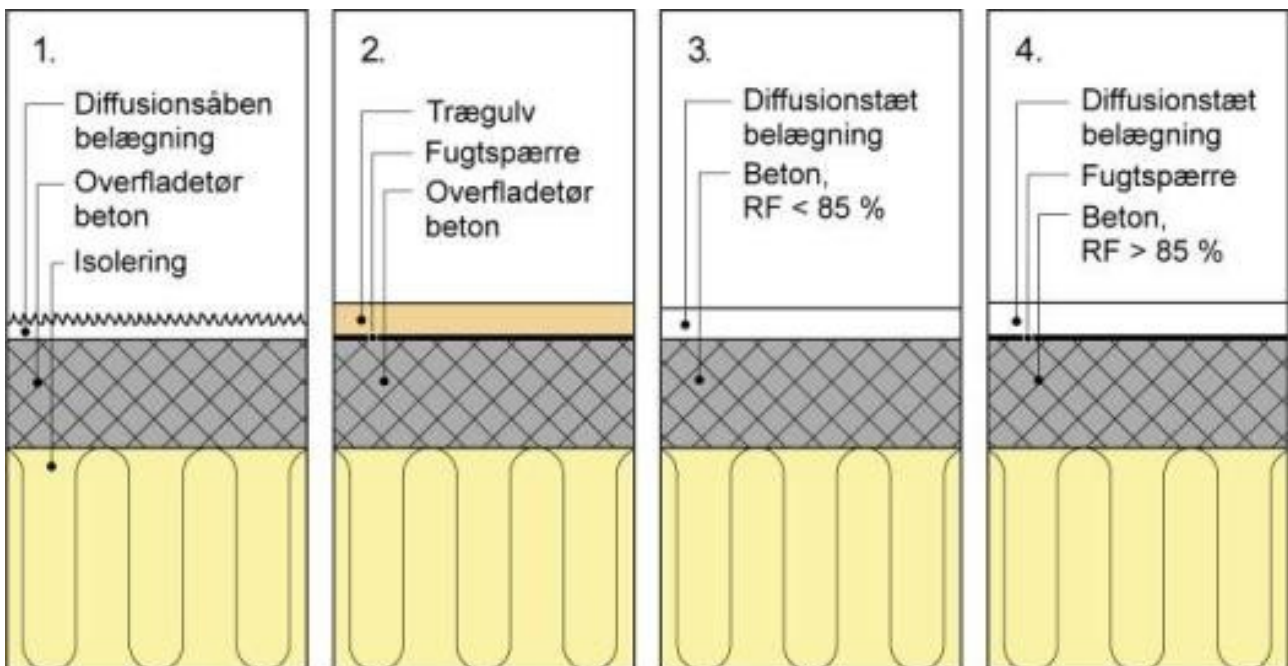 1.
Diffusionsåben
belægning
Overfladetør
beton
Isolering
2.
Trægulv
Fugtspærre
Overfladetør
beton
3.
Diffusionstæt
belægning
Beton,
RF < 85 %
4.
Diffusionstæt
belægning
Fugtspærre
Beton,
RF > 85 %